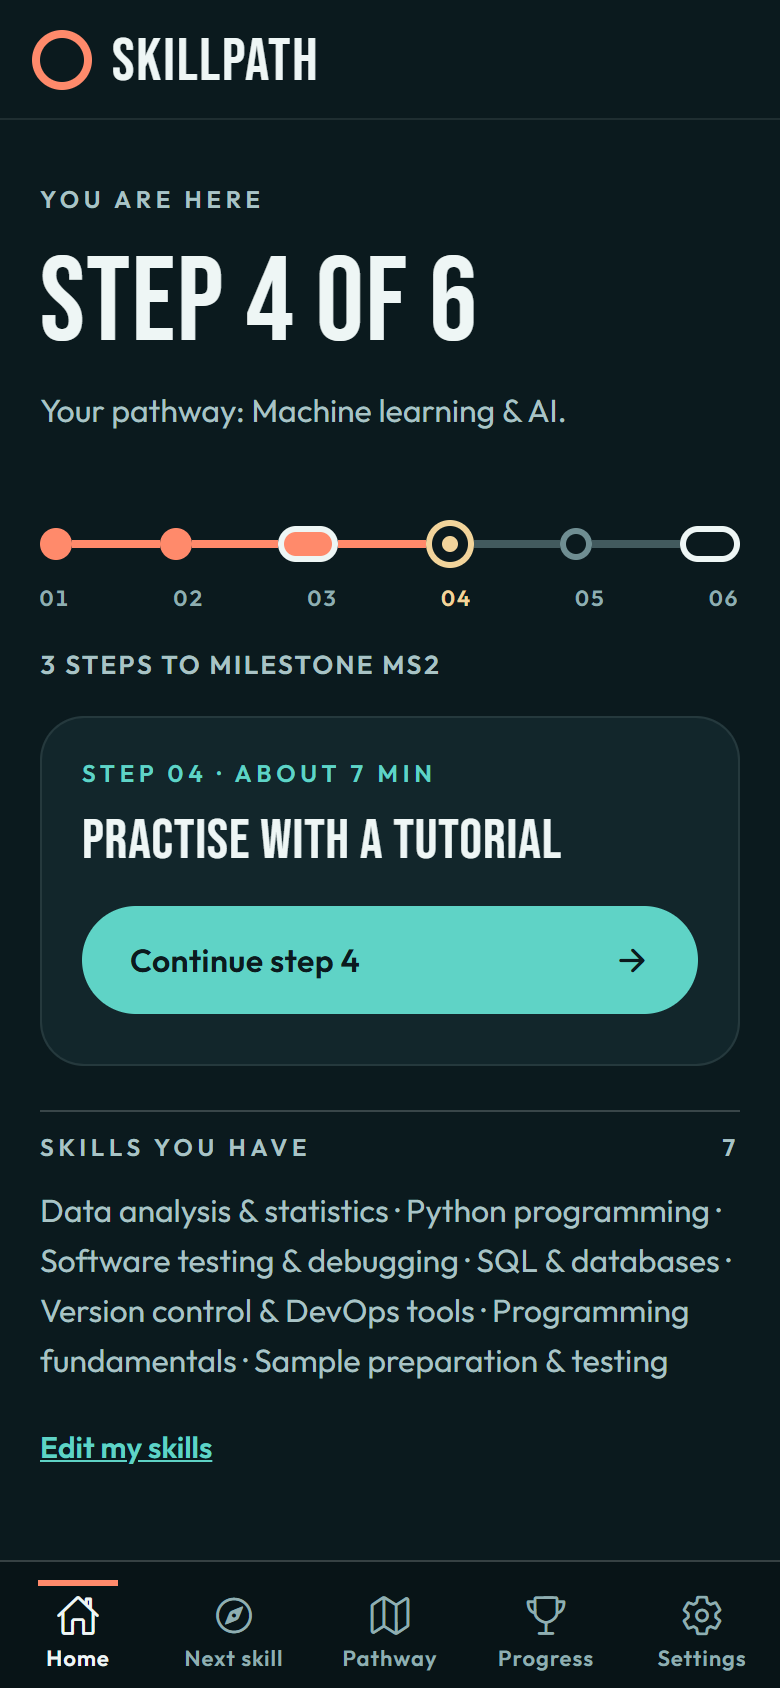 SKILLPATH
YOU ARE HERE
STEP 4 OF 6
Your pathway: Machine learning & AI.
01 02 03 04 05 06
3 STEPS TO MILESTONE MS2
STEP 04 · ABOUT 7 MIN
PRACTISE WITH A TUTORIAL
Continue step 4
SKILLS YOU HAVE 7
Data analysis & statistics · Python programming ·
Software testing & debugging · SQL & databases ·
Version control & DevOps tools · Programming
fundamentals · Sample preparation & testing
Edit my skills
Home Next skill Pathway Progress Settings